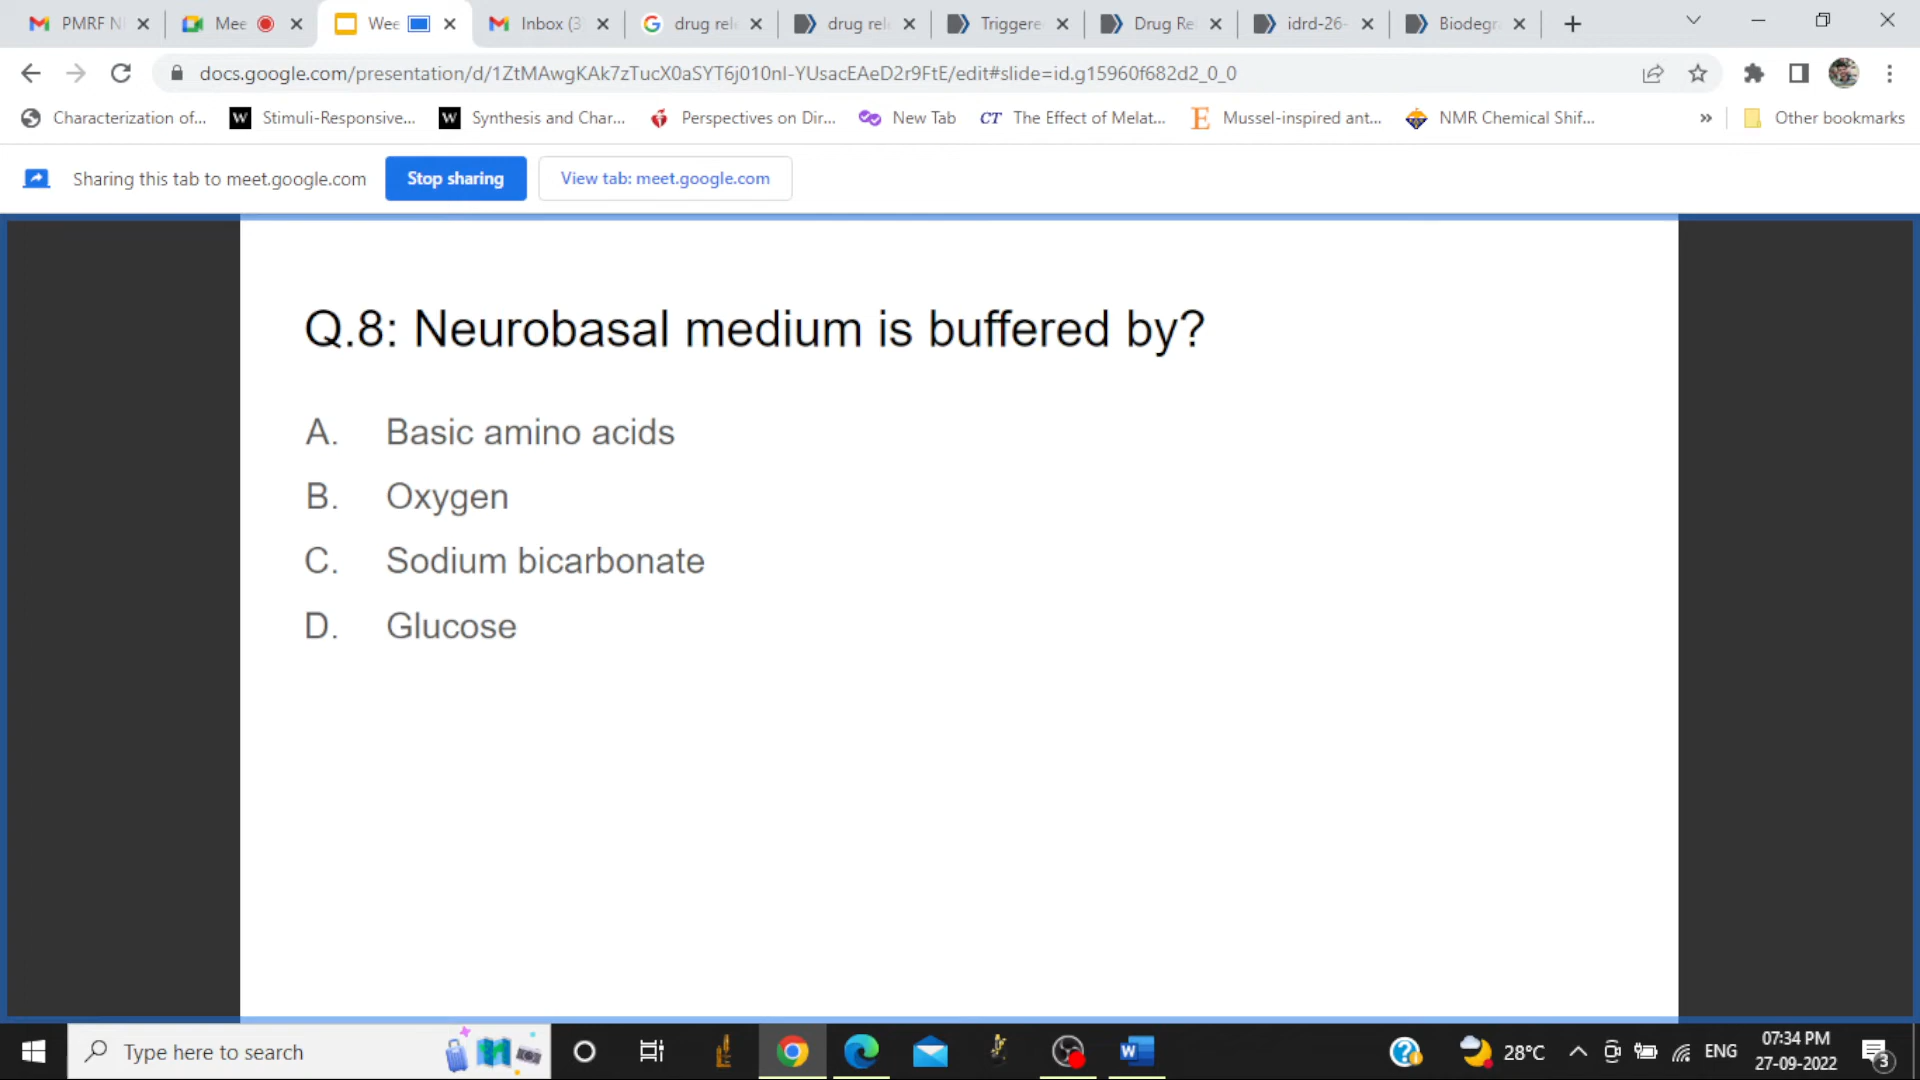 PMRF N
Mee
Wee
Inbox (3
drug rel
drug rel
Triggere
Drug Re
idrd-26-
Biodegr
docs.google.com/presentation/d/1ZtMAwgKAk7zTucX0aSYT6j010nI-YUsacEAeD2r9FtE/edit#slide=id.g15960f682d2_0_0
Characterization of...
Stimuli-Responsive...
Synthesis and Char...
Perspectives on Dir...
New Tab
The Effect of Melat...
Mussel-inspired ant...
NMR Chemical Shif...
Other bookmarks
Sharing this tab to meet.google.com
Stop sharing
View tab: meet.google.com
Q.8: Neurobasal medium is buffered by?
A. Basic amino acids
B. Oxygen
C. Sodium bicarbonate
D. Glucose
Type here to search
28°C
ENG
07:34 PM
27-09-2022
3